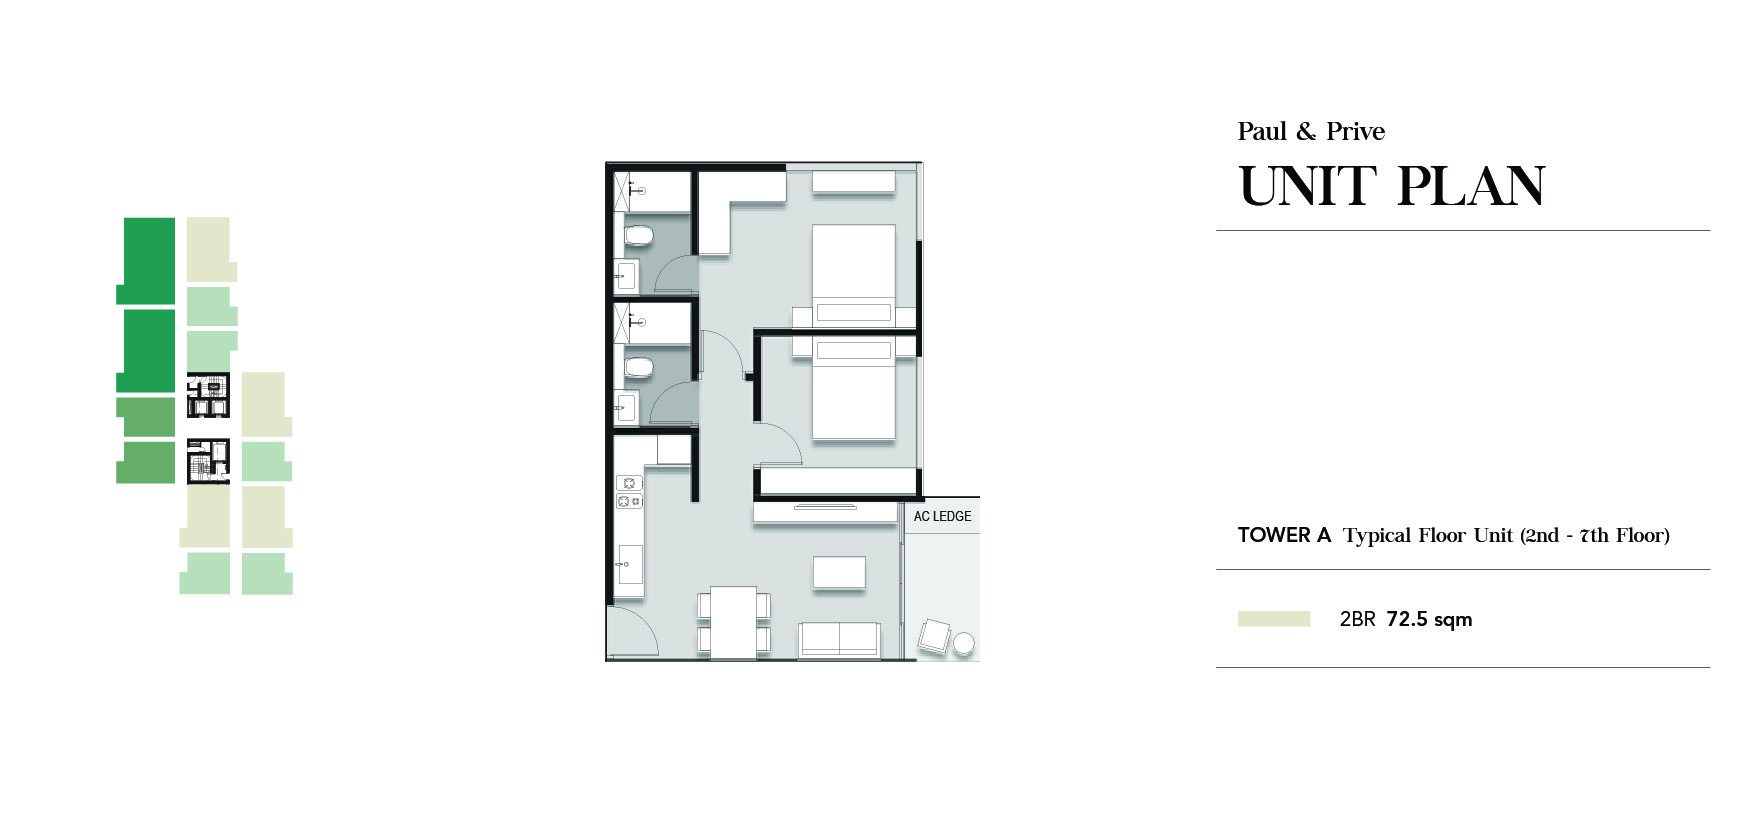 Paul & Prive
UNIT PLAN
AC LEDGE
TOWER A Typical Floor Unit (2nd - 7th Floor)
2BR 72.5 sqm